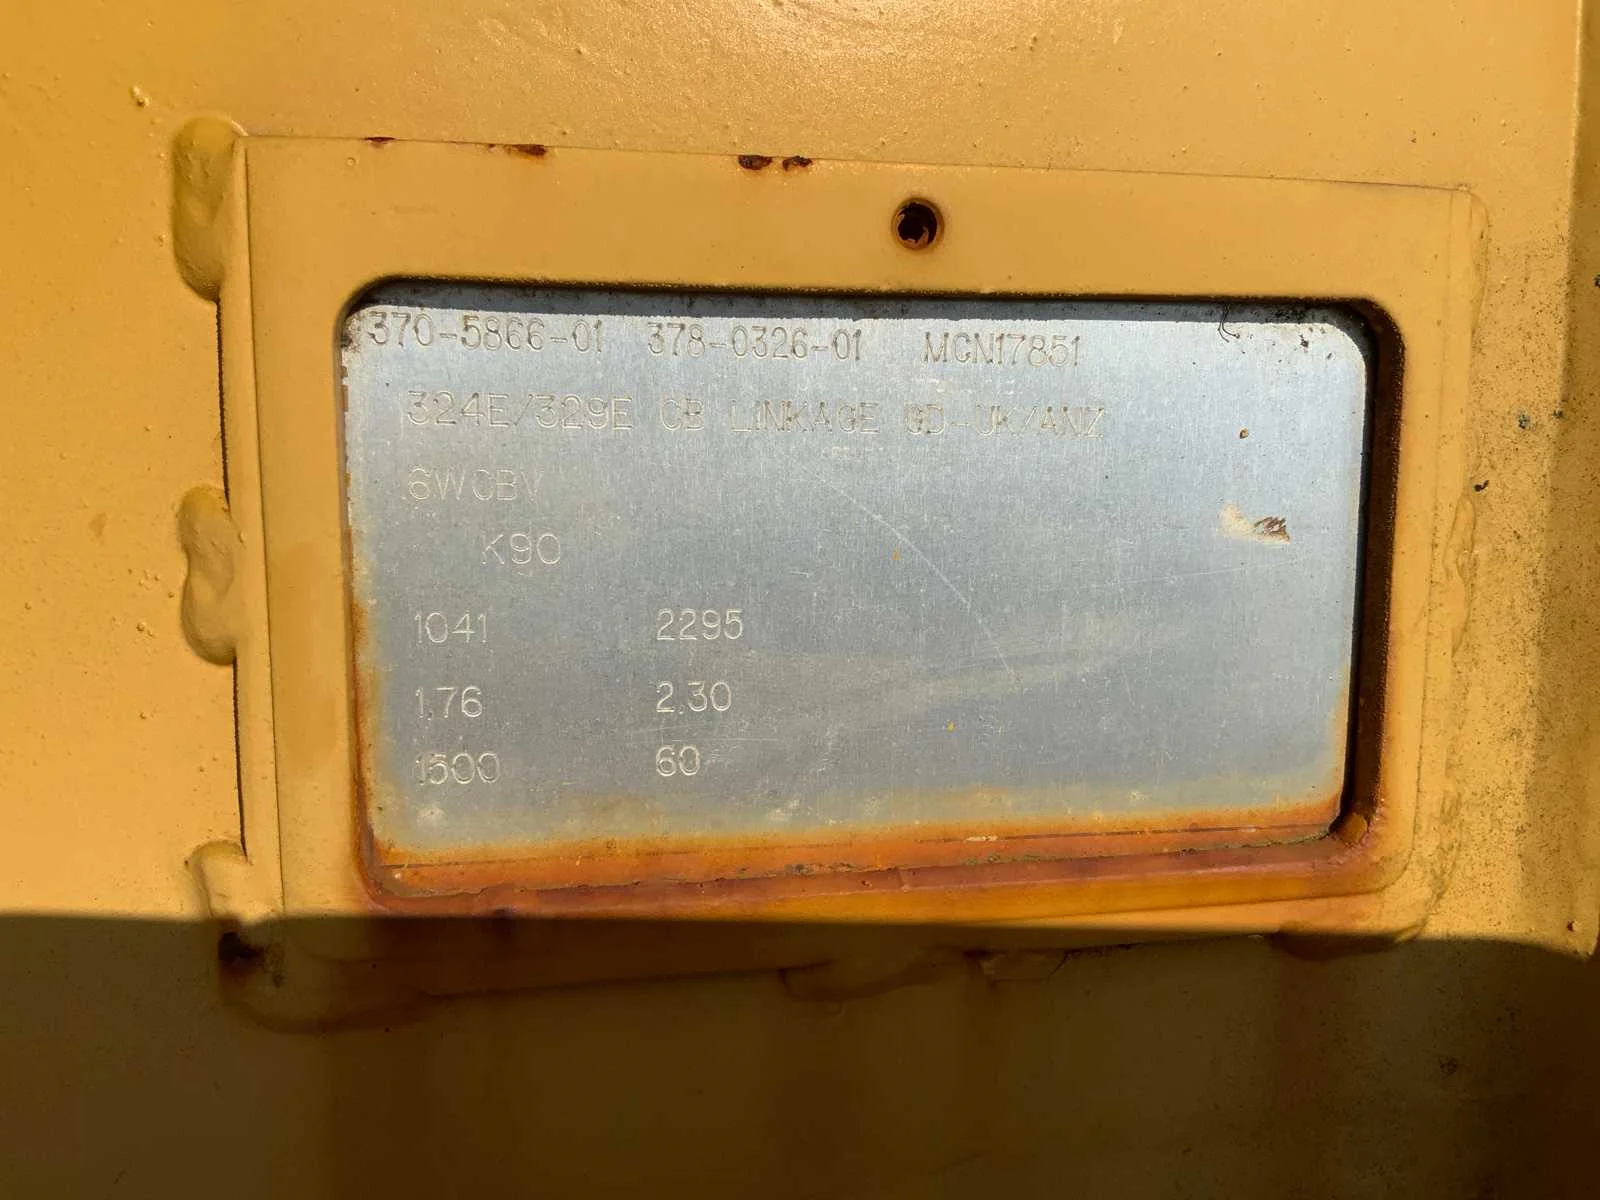 370-5866-01 378-0326-01 MCN17851
324E/329E CB LINKAGE GD-UK/ANZ
6WCBV
K90
1041 2295
1.76 2.30
1500 60